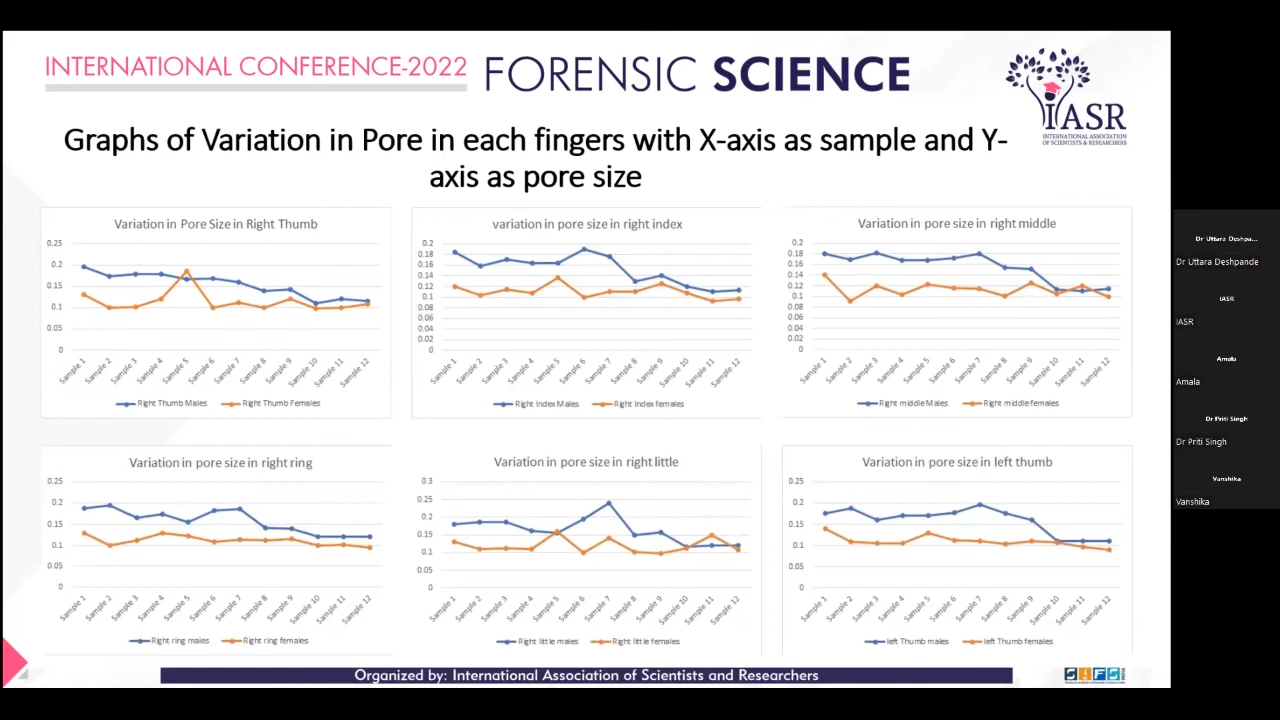 INTERNATIONAL CONFERENCE-2022
FORENSIC SCIENCE
IASR
INTERNATIONAL ASSOCIATION
OF SCIENTISTS & RESEARCHERS
Graphs of Variation in Pore in each fingers with X-axis as sample and Y-
axis as pore size
Variation in Pore Size in Right Thumb
0.25
0.2
0.15
0.1
0.05
0
Sample 1 Sample 2 Sample 3 Sample 4 Sample 5 Sample 6 Sample 7 Sample 8 Sample 9 Sample 10 Sample 11 Sample 12
Right Thumb Males Right Thumb Females
variation in pore size in right index
0.2
0.18
0.16
0.14
0.12
0.1
0.08
0.06
0.04
0.02
0
Sample 1 Sample 2 Sample 3 Sample 4 Sample 5 Sample 6 Sample 7 Sample 8 Sample 9 Sample 10 Sample 11 Sample 12
Right Index Males Right Index females
Variation in pore size in right middle
0.2
0.18
0.16
0.14
0.12
0.1
0.08
0.06
0.04
0.02
0
Sample 1 Sample 2 Sample 3 Sample 4 Sample 5 Sample 6 Sample 7 Sample 8 Sample 9 Sample 10 Sample 11 Sample 12
Right middle Males Right middle females
Variation in pore size in right ring
0.25
0.2
0.15
0.1
0.05
0
Sample 1 Sample 2 Sample 3 Sample 4 Sample 5 Sample 6 Sample 7 Sample 8 Sample 9 Sample 10 Sample 11 Sample 12
Right ring males Right ring females
Variation in pore size in right little
0.3
0.25
0.2
0.15
0.1
0.05
0
Sample 1 Sample 2 Sample 3 Sample 4 Sample 5 Sample 6 Sample 7 Sample 8 Sample 9 Sample 10 Sample 11 Sample 12
Right little males Right little females
Variation in pore size in left thumb
0.25
0.2
0.15
0.1
0.05
0
Sample 1 Sample 2 Sample 3 Sample 4 Sample 5 Sample 6 Sample 7 Sample 8 Sample 9 Sample 10 Sample 11 Sample 12
left Thumb males left Thumb females
Organized by: International Association of Scientists and Researchers
SIFS
INDIA
Dr Uttara Deshpa...
Dr Uttara Deshpande
IASR
IASR
Amala
Amala
Dr Priti Singh
Dr Priti Singh
Vanshika
Vanshika